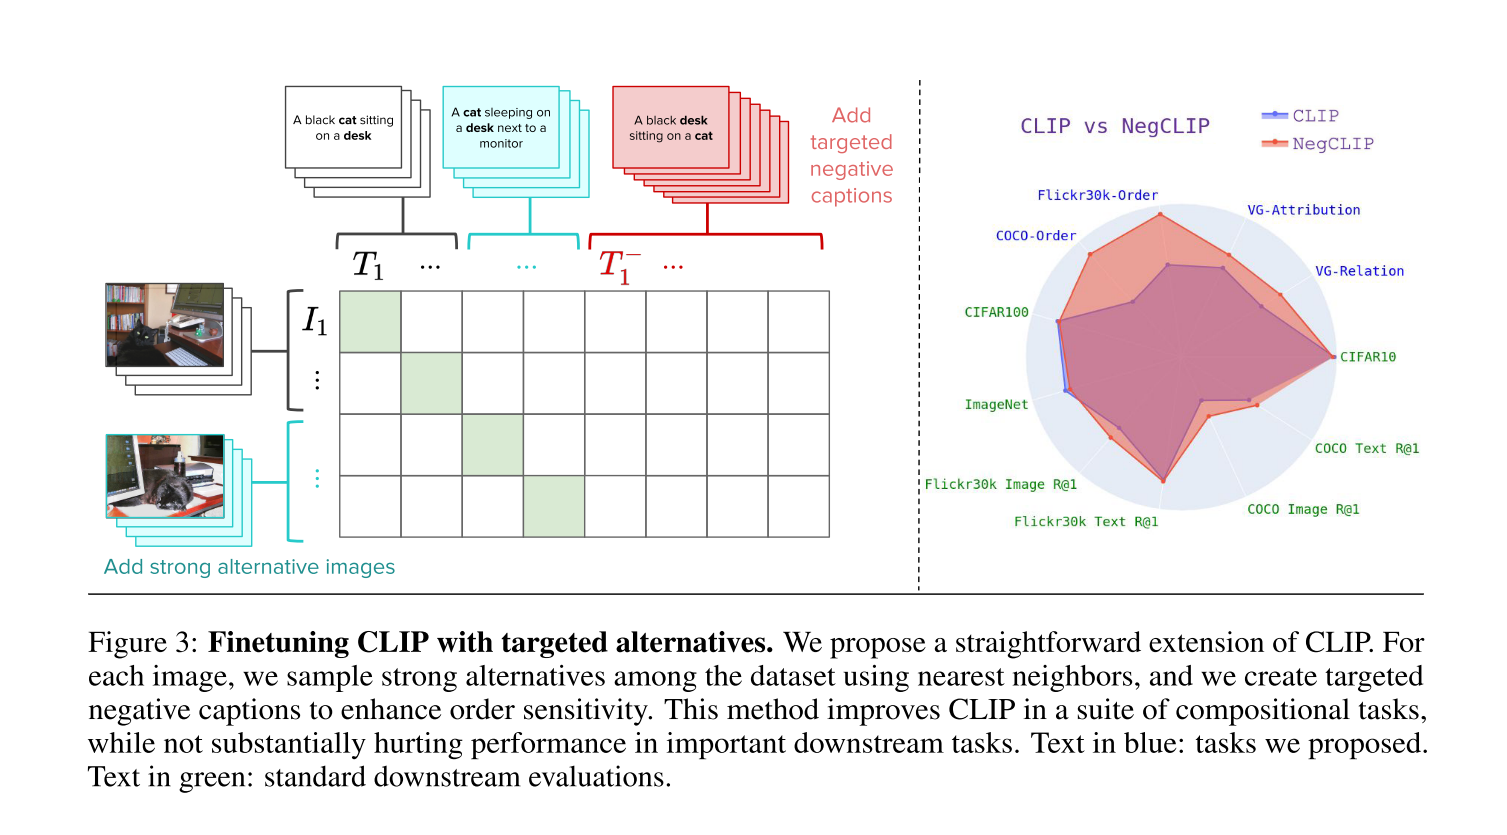 A black cat sitting
on a desk
A cat sleeping on
a desk next to a
monitor
A black desk
sitting on a cat
Add
targeted
negative
captions
T₁ ... ... T₁⁻ ...
I₁
⋮
⋮
Add strong alternative images
CLIP vs NegCLIP
CLIP
NegCLIP
Flickr30k-Order
VG-Attribution
COCO-Order
VG-Relation
CIFAR100
CIFAR10
ImageNet
COCO Text R@1
Flickr30k Image R@1
COCO Image R@1
Flickr30k Text R@1
Figure 3: Finetuning CLIP with targeted alternatives. We propose a straightforward extension of CLIP. For
each image, we sample strong alternatives among the dataset using nearest neighbors, and we create targeted
negative captions to enhance order sensitivity. This method improves CLIP in a suite of compositional tasks,
while not substantially hurting performance in important downstream tasks. Text in blue: tasks we proposed.
Text in green: standard downstream evaluations.